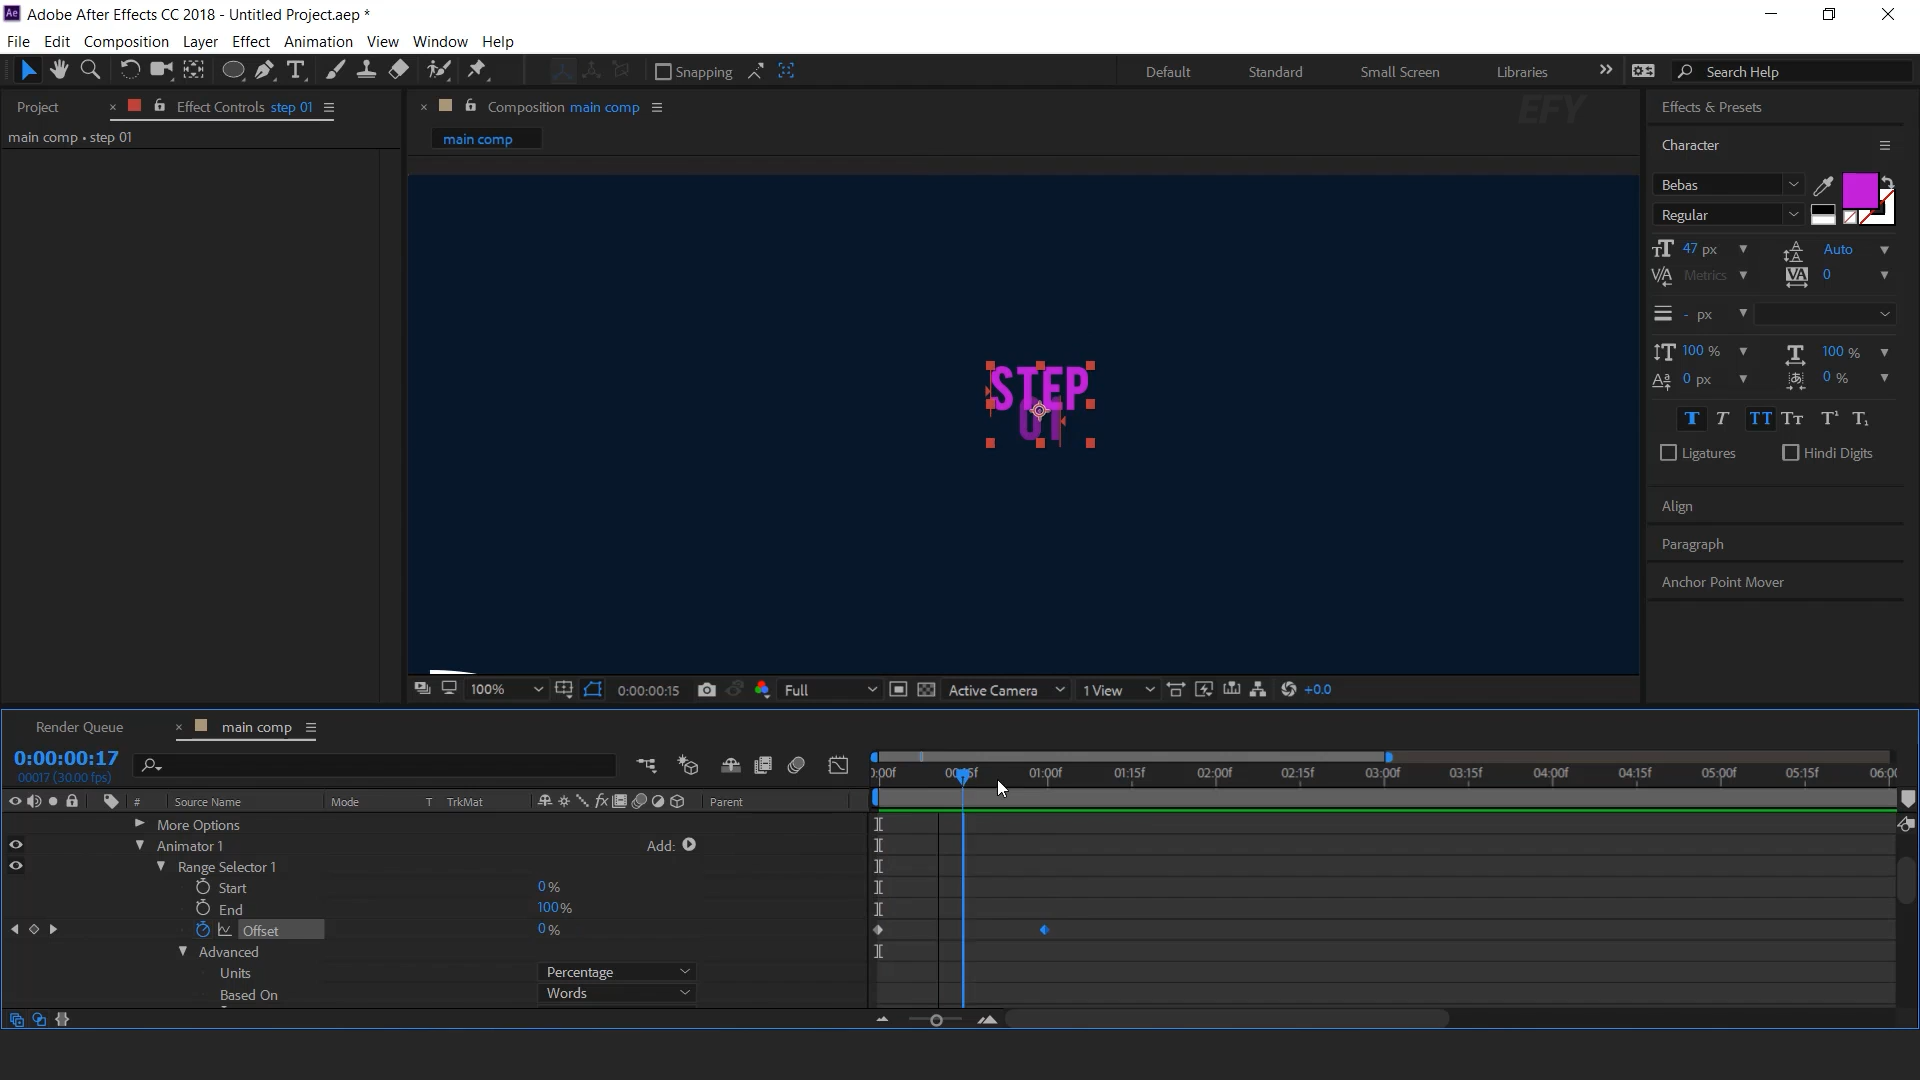 Ae Adobe After Effects CC 2018 - Untitled Project.aep *
File Edit Composition Layer Effect Animation View Window Help
Snapping Default Standard Small Screen Libraries Search Help
Project Effect Controls step 01 Composition main comp EFY Effects & Presets
main comp • step 01 main comp Character
Bebas
Regular
47 px Auto
Metrics 0
- px
100 % 100 %
0 px 0 %
T T TT Tт T¹ T₁
Ligatures Hindi Digits
STEP
01
Align
Paragraph
Anchor Point Mover
100% 0:00:00:15 Full Active Camera 1 View +0.0
Render Queue main comp
0:00:00:17
00017 (30.00 fps)
00:15f 01:00f 01:15f 02:00f 02:15f 03:00f 03:15f 04:00f 04:15f 05:00f 05:15f
# Source Name Mode T TrkMat fx Parent
More Options
Animator 1 Add:
Range Selector 1
Start 0%
End 100%
Offset 0%
Advanced
Units Percentage
Based On Words